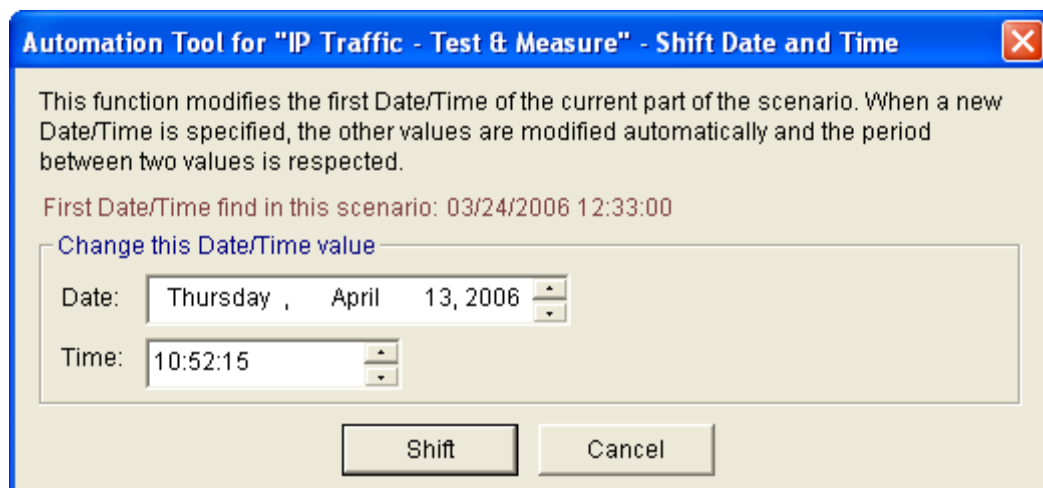 Automation Tool for "IP Traffic - Test & Measure" - Shift Date and Time
This function modifies the first Date/Time of the current part of the scenario. When a new
Date/Time is specified, the other values are modified automatically and the period
between two values is respected.
First Date/Time find in this scenario: 03/24/2006 12:33:00
Change this Date/Time value
Date: Thursday , April 13, 2006
Time: 10:52:15
Shift Cancel